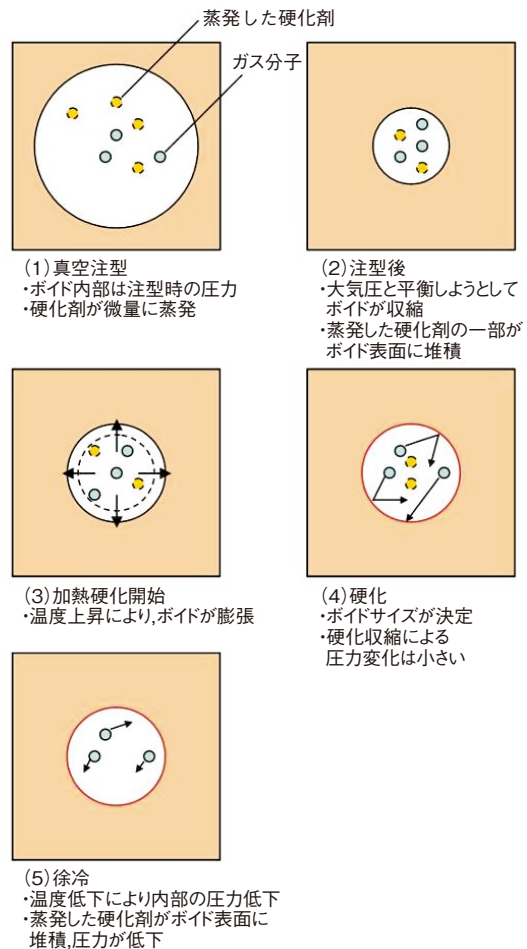 蒸発した硬化剤
ガス分子
(1)真空注型
・ボイド内部は注型時の圧力
・硬化剤が微量に蒸発
(2)注型後
・大気圧と平衡しようとして
ボイドが収縮
・蒸発した硬化剤の一部が
ボイド表面に堆積
(3)加熱硬化開始
・温度上昇により,ボイドが膨張
(4)硬化
・ボイドサイズが決定
・硬化収縮による
圧力変化は小さい
(5)徐冷
・温度低下により内部の圧力低下
・蒸発した硬化剤がボイド表面に
堆積,圧力が低下